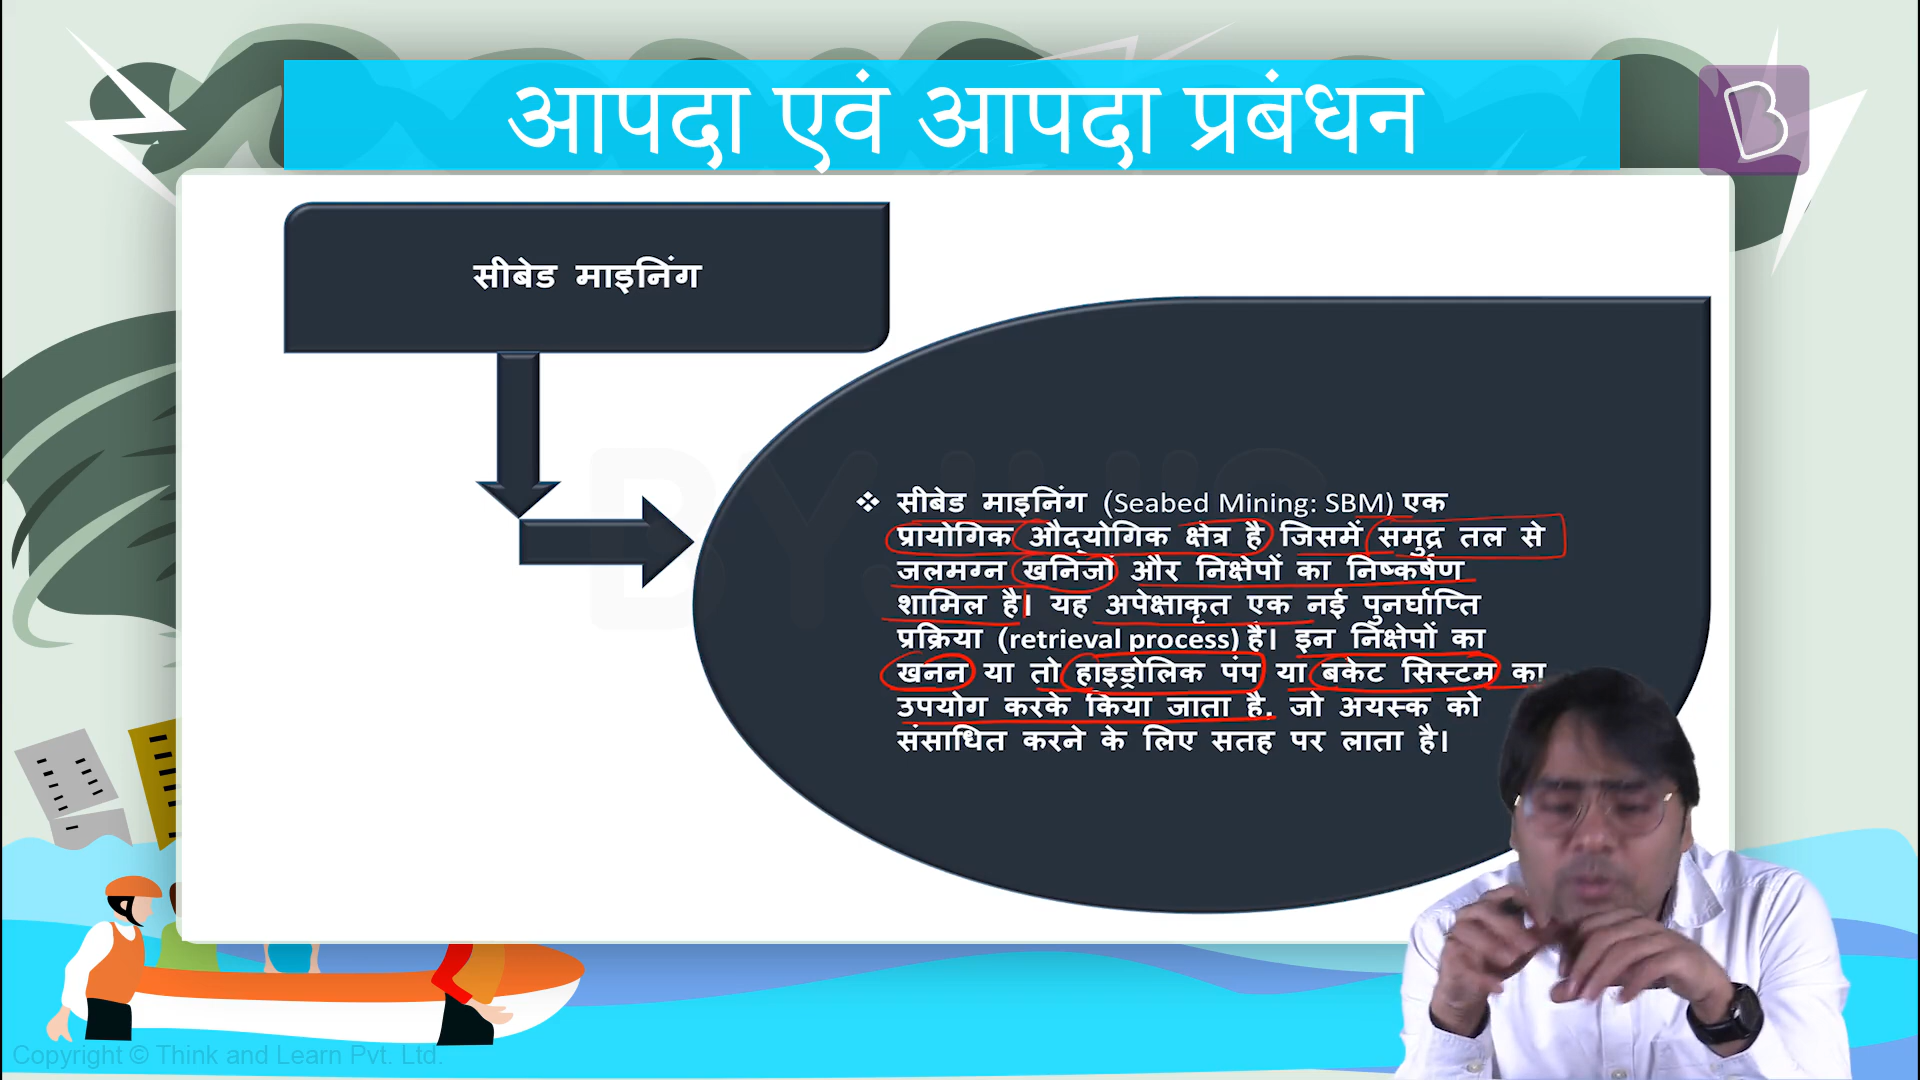 आपदा एवं आपदा प्रबंधन
सीबेड माइनिंग
❖ सीबेड माइनिंग (Seabed Mining: SBM) एक
प्रायोगिक औद्योगिक क्षेत्र है जिसमें समुद्र तल से
जलमग्न खनिजों और निक्षेपों का निष्कर्षण
शामिल है। यह अपेक्षाकृत एक नई पुनर्घाप्ति
प्रक्रिया (retrieval process) है। इन निक्षेपों का
खनन या तो हाइड्रोलिक पंप या बकेट सिस्टम का
उपयोग करके किया जाता है. जो अयस्क को
संसाधित करने के लिए सतह पर लाता है।
BYJU'S
Copyright © Think and Learn Pvt. Ltd.